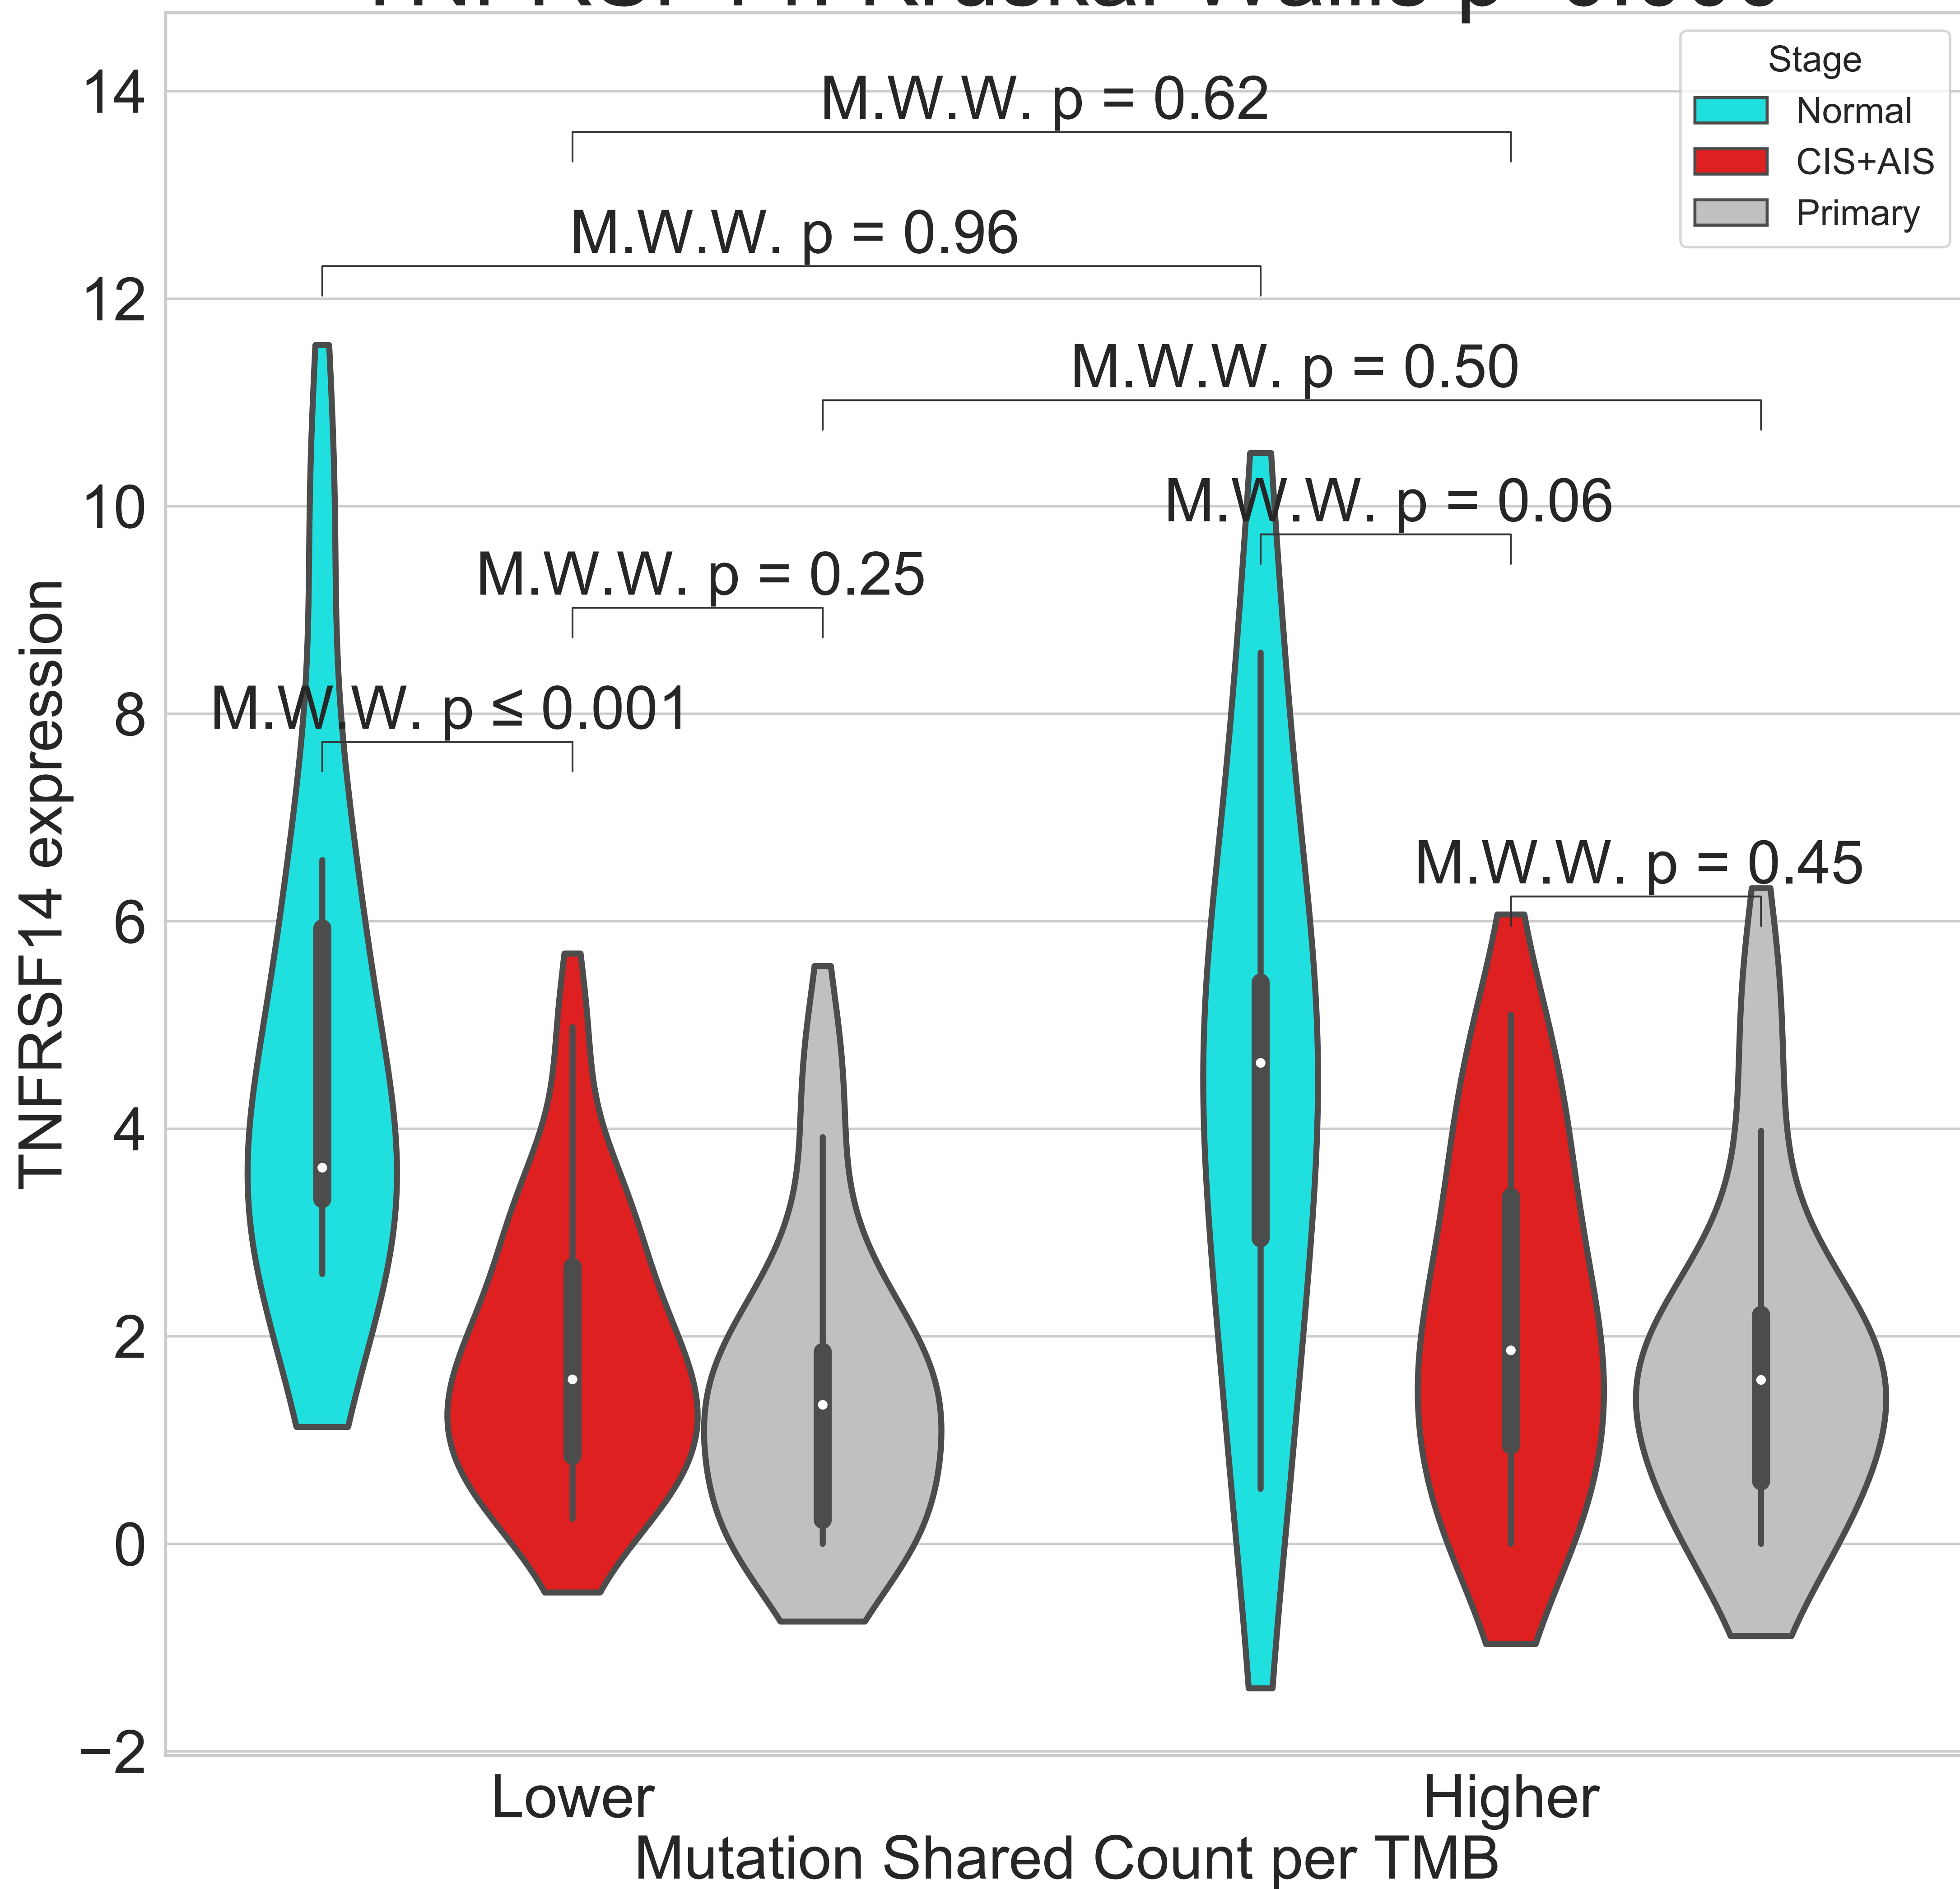 14
M.W.W. p = 0.62
M.W.W. p = 0.96
12
M.W.W. p = 0.50
10
M.W.W. p = 0.06
M.W.W. p = 0.25
8
M.W.W. p ≤ 0.001
M.W.W. p = 0.45
6
4
2
0
−2
TNFRSF14 expression
Lower
Higher
Mutation Shared Count per TMB
Stage
Normal
CIS+AIS
Primary